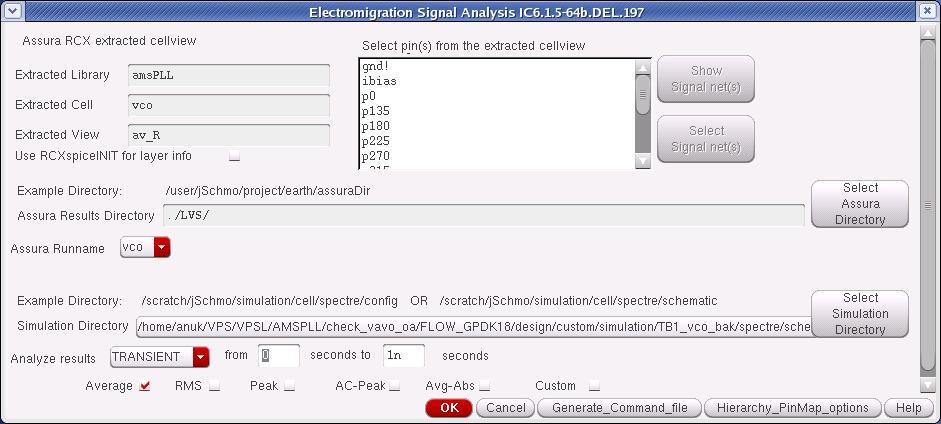 Electromigration Signal Analysis IC6.1.5-64b.DEL.197
Assura RCX extracted cellview
Select pin(s) from the extracted cellview
Extracted Library amsPLL
Extracted Cell vco
Extracted View av_R
Use RCXspiceINIT for layer info
gnd!
ibias
p0
p135
p180
p225
p270
p315
Show
Signal net(s)
Select
Signal net(s)
Example Directory: /user/jSchmo/project/earth/assuraDir
Assura Results Directory ./LVS/
Select
Assura
Directory
Assura Runname vco
Example Directory: /scratch/jSchmo/simulation/cell/spectre/config OR /scratch/jSchmo/simulation/cell/spectre/schematic
Simulation Directory /home/anuk/VPS/VPSL/AMSPLL/check_vavo_oa/FLOW_GPDK18/design/custom/simulation/TB1_vco_bak/spectre/sche
Select
Simulation
Directory
Analyze results TRANSIENT from 0 seconds to 1n seconds
Average RMS Peak AC-Peak Avg-Abs Custom
OK Cancel Generate_Command_file Hierarchy_PinMap_options Help